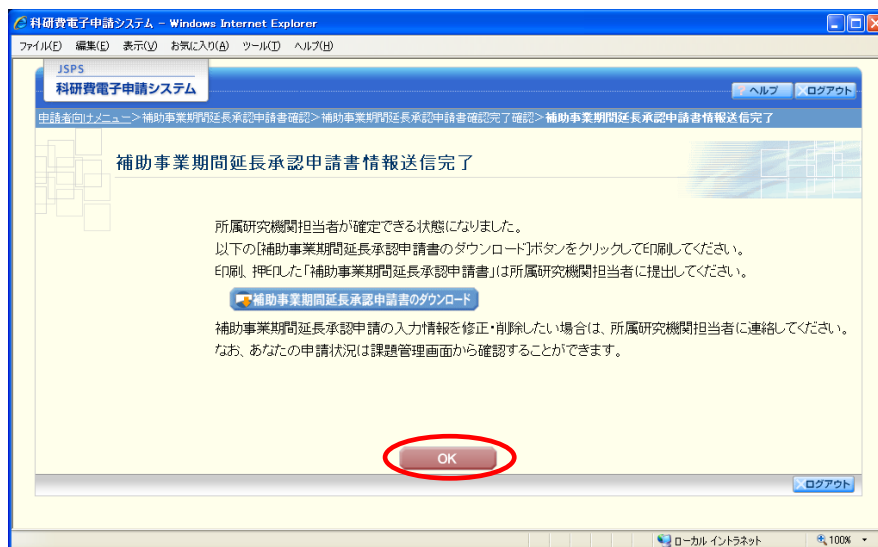 科研費電子申請システム - Windows Internet Explorer
ファイル(F) 編集(E) 表示(V) お気に入り(A) ツール(T) ヘルプ(H)
JSPS
科研費電子申請システム
? ヘルプ ログアウト
申請者向けメニュー>補助事業期間延長承認申請書確認>補助事業期間延長承認申請書確認完了確認>補助事業期間延長承認申請書情報送信完了
補助事業期間延長承認申請書情報送信完了
所属研究機関担当者が確定できる状態になりました。
以下の[補助事業期間延長承認申請書のダウンロード]ボタンをクリックして印刷してください。
印刷、押印した「補助事業期間延長承認申請書」は所属研究機関担当者に提出してください。
補助事業期間延長承認申請書のダウンロード
補助事業期間延長承認申請の入力情報を修正・削除したい場合は、所属研究機関担当者に連絡してください。
なお、あなたの申請状況は課題管理画面から確認することができます。
OK
ログアウト
ローカル イントラネット 100%